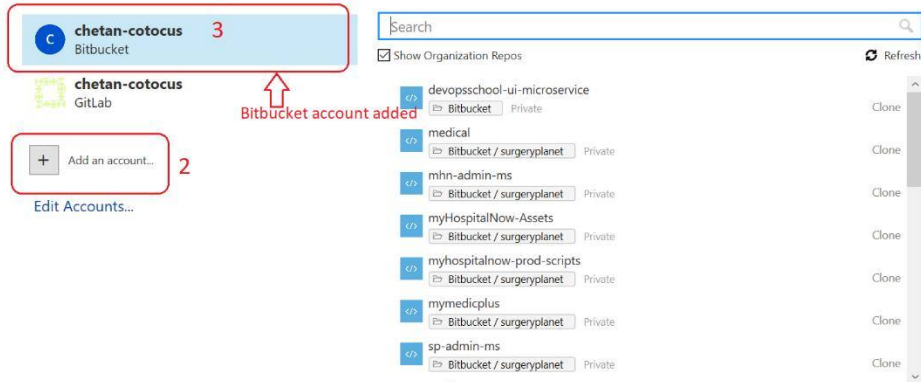 chetan-cotocus 3
C
Bitbucket
Bitbucket account added
chetan-cotocus
GitLab
+ Add an account... 2
Edit Accounts...
Search
Show Organization Repos Refresh
devopsschool-ui-microservice
Bitbucket Private Clone
medical
Bitbucket / surgeryplanet Private Clone
mhn-admin-ms
Bitbucket / surgeryplanet Private Clone
myHospitalNow-Assets
Bitbucket / surgeryplanet Private Clone
myhospitalnow-prod-scripts
Bitbucket / surgeryplanet Private Clone
mymedicplus
Bitbucket / surgeryplanet Private Clone
sp-admin-ms
Bitbucket / surgeryplanet Private Clone